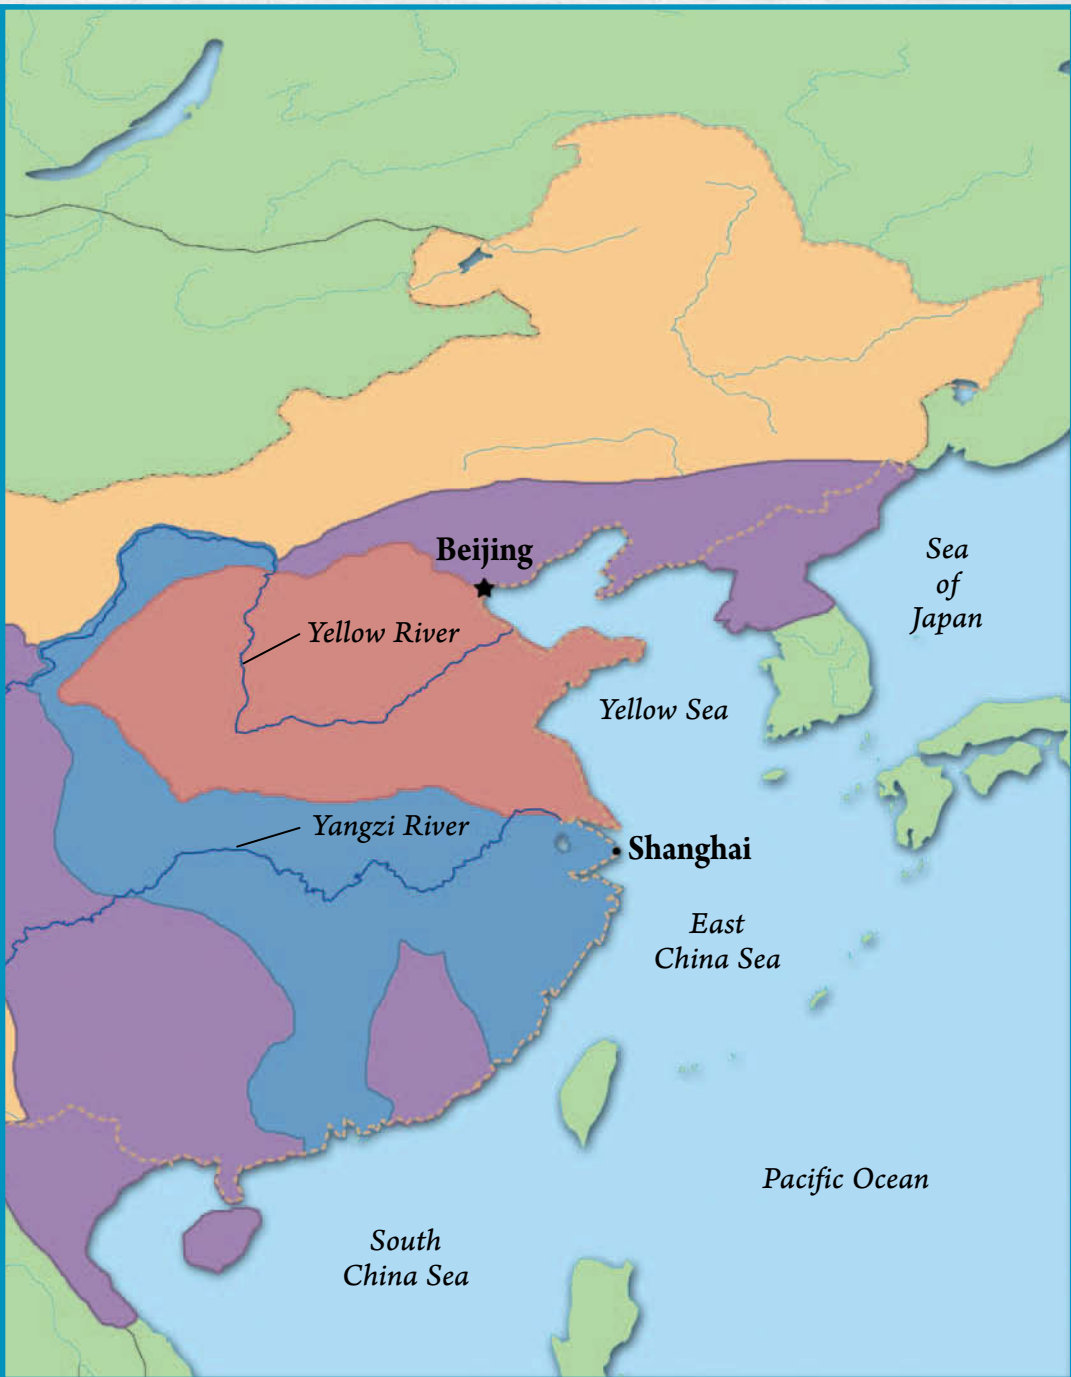 Beijing
Sea
of
Japan
Yellow River
Yellow Sea
Yangzi River
Shanghai
East
China Sea
Pacific Ocean
South
China Sea